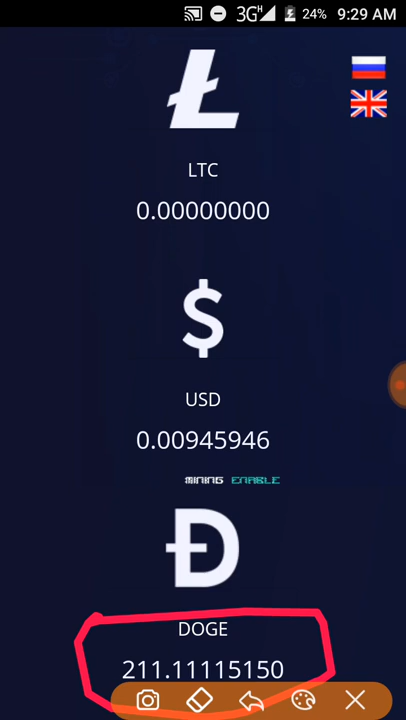 3G H 24% 9:29 AM
LTC
0.00000000
USD
0.00945946
MINING ENABLE
DOGE
211.11115150